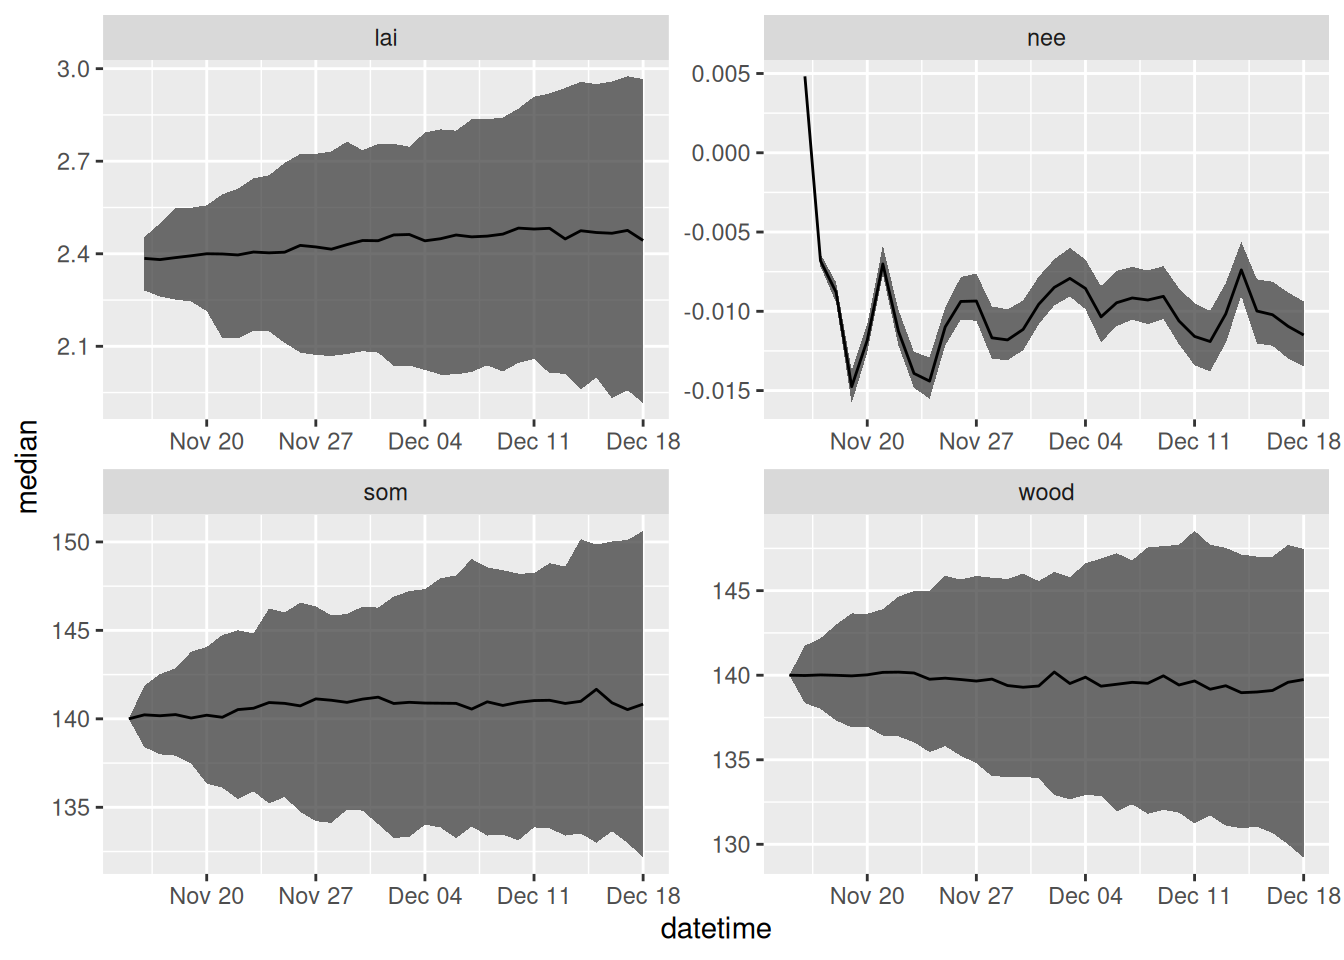 lai
nee
3.0
2.7
2.4
2.1
0.005
0.000
-0.005
-0.010
-0.015
Nov 20 Nov 27 Dec 04 Dec 11 Dec 18
Nov 20 Nov 27 Dec 04 Dec 11 Dec 18
median
som
wood
150
145
140
135
145
140
135
130
Nov 20 Nov 27 Dec 04 Dec 11 Dec 18
Nov 20 Nov 27 Dec 04 Dec 11 Dec 18
datetime